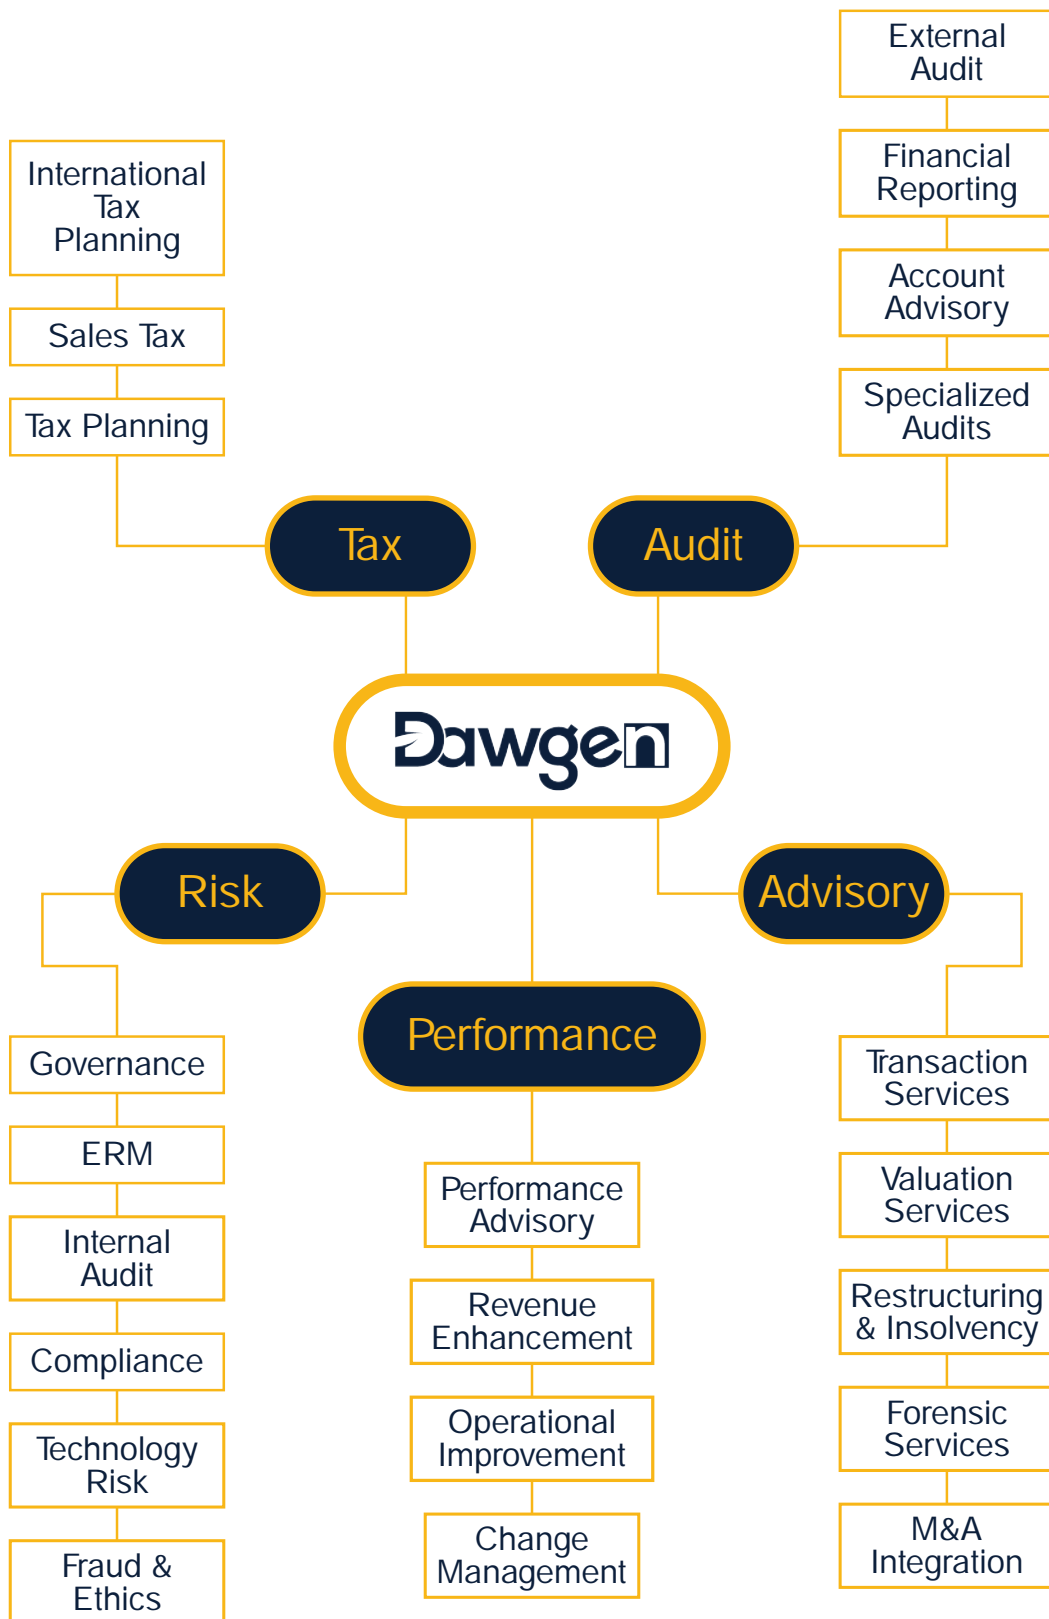 External
Audit
Financial
Reporting
Account
Advisory
Specialized
Audits
International
Tax
Planning
Sales Tax
Tax Planning
Tax
Audit
Dawgen
Risk
Advisory
Performance
Governance
ERM
Internal
Audit
Compliance
Technology
Risk
Fraud &
Ethics
Performance
Advisory
Revenue
Enhancement
Operational
Improvement
Change
Management
Transaction
Services
Valuation
Services
Restructuring
& Insolvency
Forensic
Services
M&A
Integration